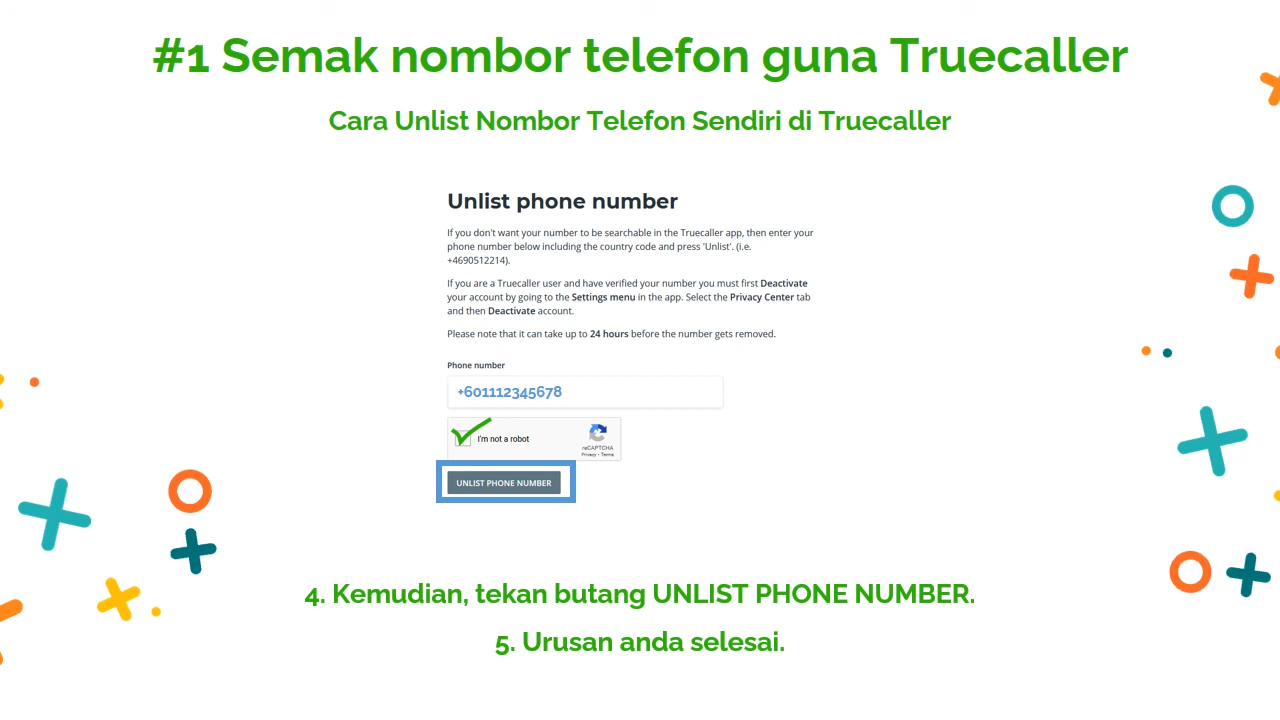 #1 Semak nombor telefon guna Truecaller
Cara Unlist Nombor Telefon Sendiri di Truecaller
Unlist phone number
If you don't want your number to be searchable in the Truecaller app, then enter your
phone number below including the country code and press 'Unlist'. (i.e.
+4690512214).
If you are a Truecaller user and have verified your number you must first Deactivate
your account by going to the Settings menu in the app. Select the Privacy Center tab
and then Deactivate account.
Please note that it can take up to 24 hours before the number gets removed.
Phone number
+601112345678
I'm not a robot
reCAPTCHA
Privacy - Terms
UNLIST PHONE NUMBER
4. Kemudian, tekan butang UNLIST PHONE NUMBER.
5. Urusan anda selesai.